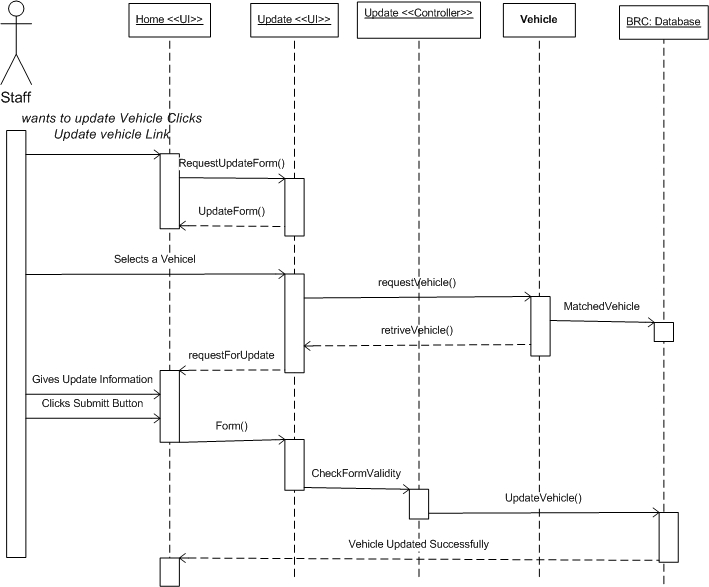 Home <<UI>>
Update <<UI>>
Update <<Controller>>
Vehicle
BRC: Database
Staff
wants to update Vehicle Clicks
Update vehicle Link
RequestUpdateForm()
UpdateForm()
Selects a Vehicel
requestVehicle()
MatchedVehicle
retriveVehicle()
requestForUpdate
Gives Update Information
Clicks Submitt Button
Form()
CheckFormValidity
UpdateVehicle()
Vehicle Updated Successfully